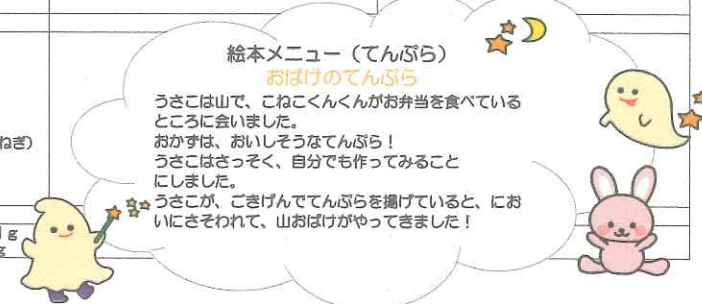 絵本メニュー（てんぷら）
おばけのてんぷら
うさこは山で、こねこくんくんがお弁当を食べている
ところに会いました。
おかずは、おいしそうなてんぷら！
うさこはさっそく、自分でも作ってみること
にしました。
うさこが、ごきげんでてんぷらを揚げていると、にお
いにさそわれて、山おばけがやってきました！
ねぎ）
g
g